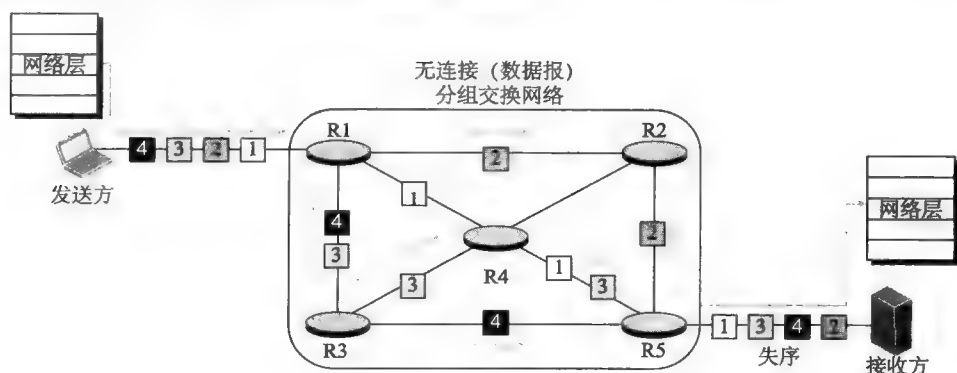 网络层
无连接（数据报）
分组交换网络
R1
R2
4 3 2 1
2
发送方
1
4
网络层
2
3
R4
1
3
3
4
1 3 4 2
R3
R5
失序
接收方